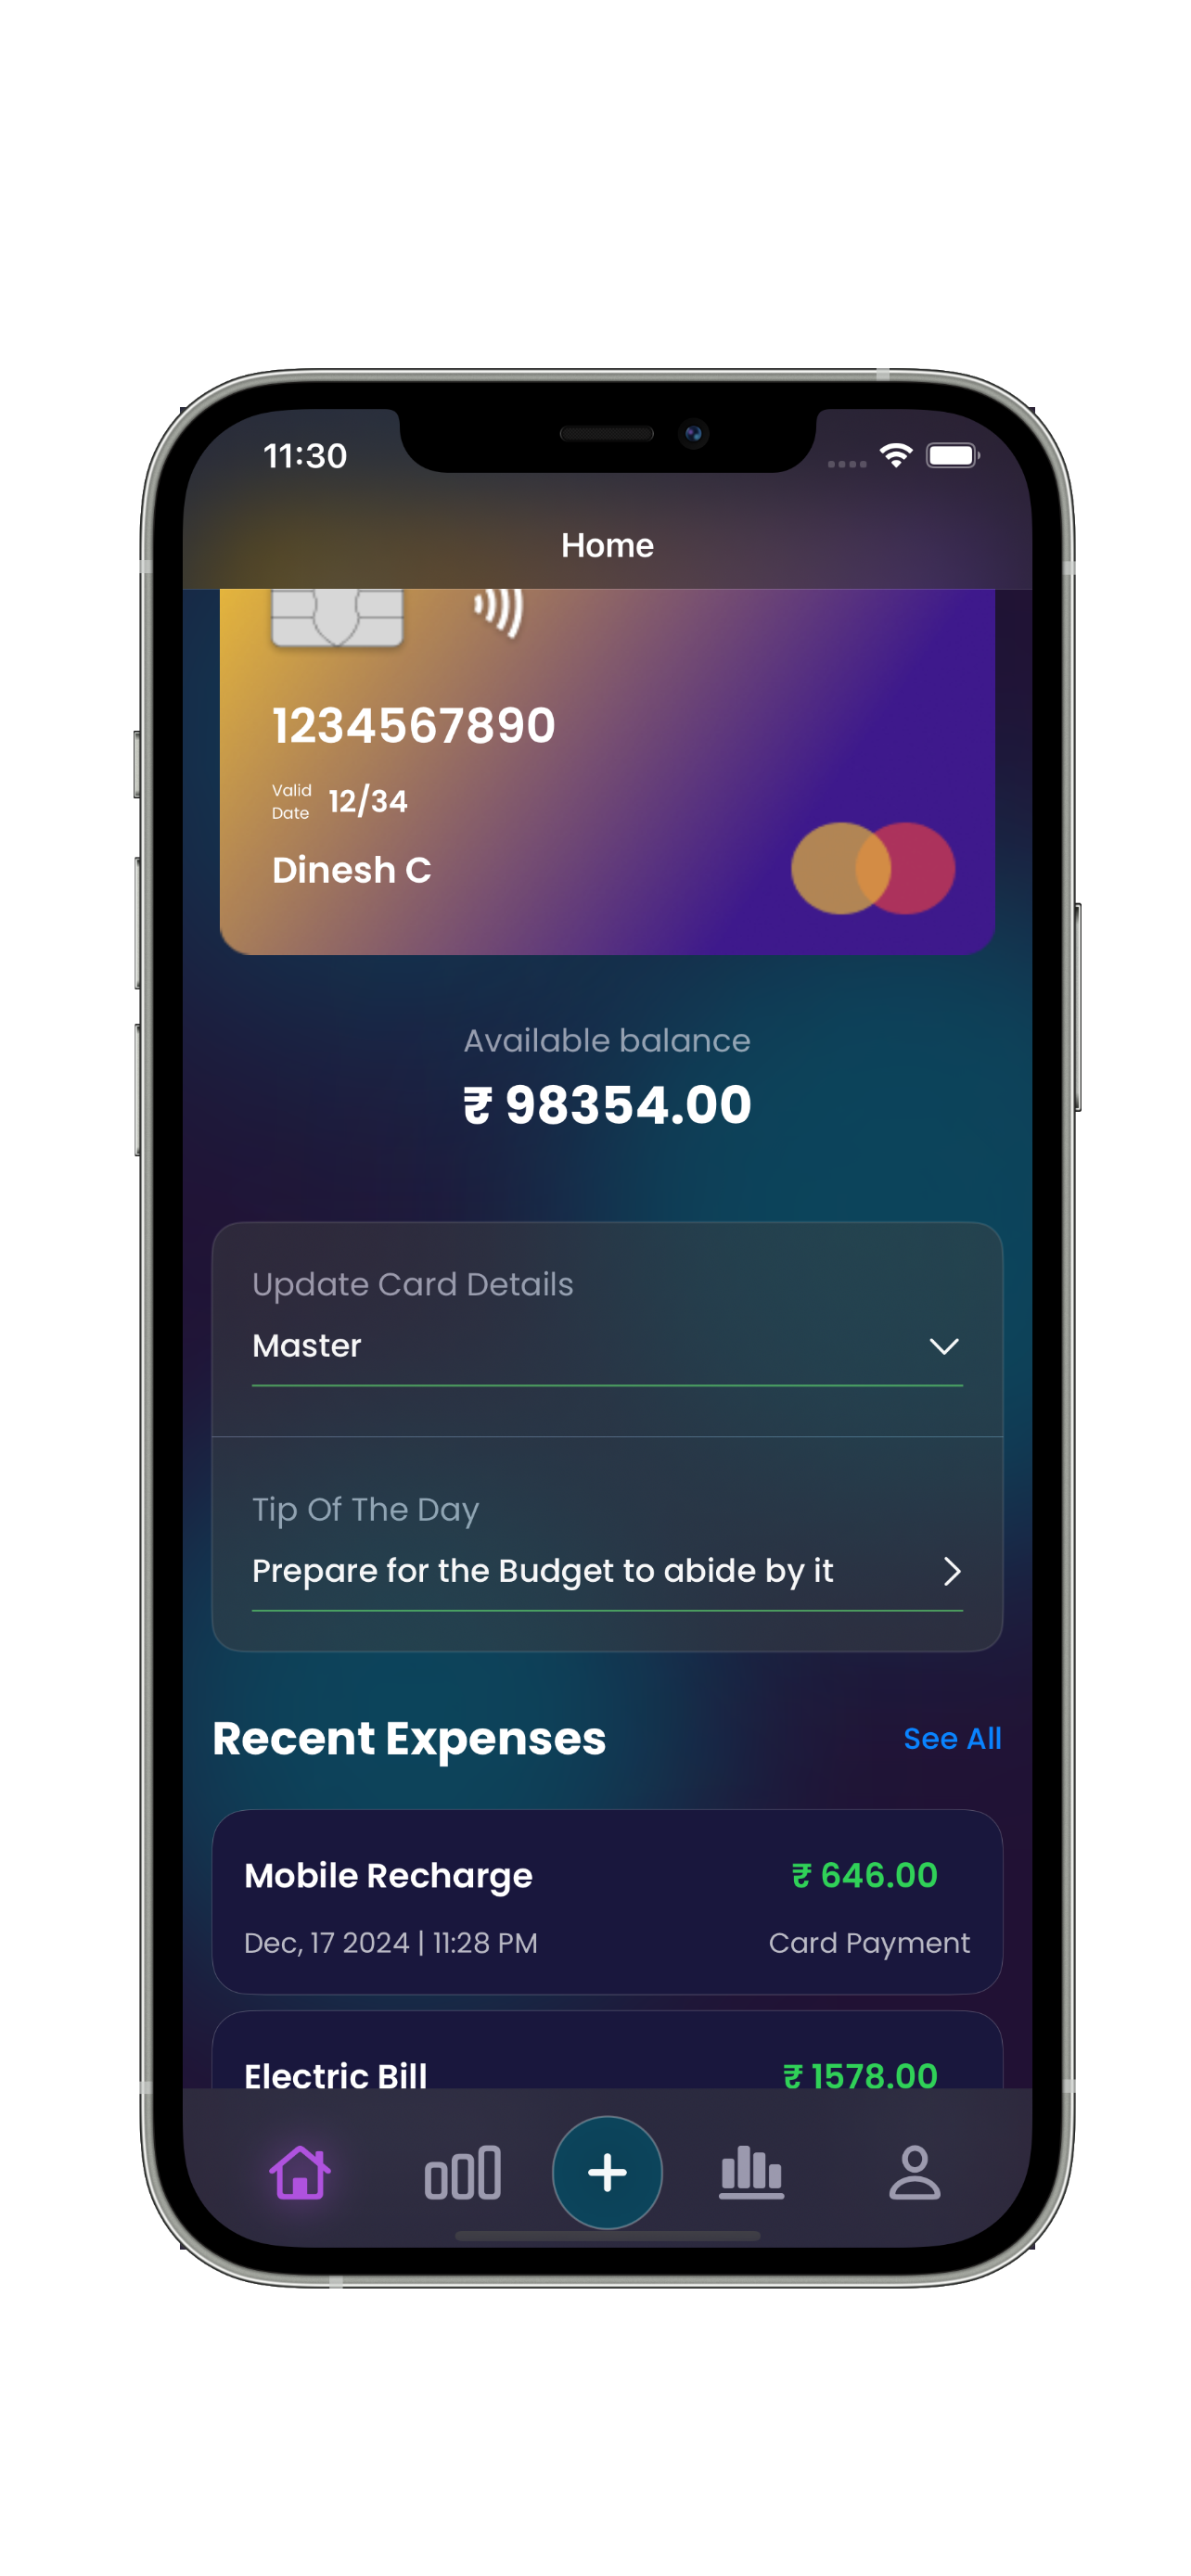 11:30
Home
1234567890
Valid
Date
12/34
Dinesh C
Available balance
₹ 98354.00
Update Card Details
Master
Tip Of The Day
Prepare for the Budget to abide by it
Recent Expenses
See All
Mobile Recharge
₹ 646.00
Dec, 17 2024 | 11:28 PM
Card Payment
Electric Bill
₹ 1578.00